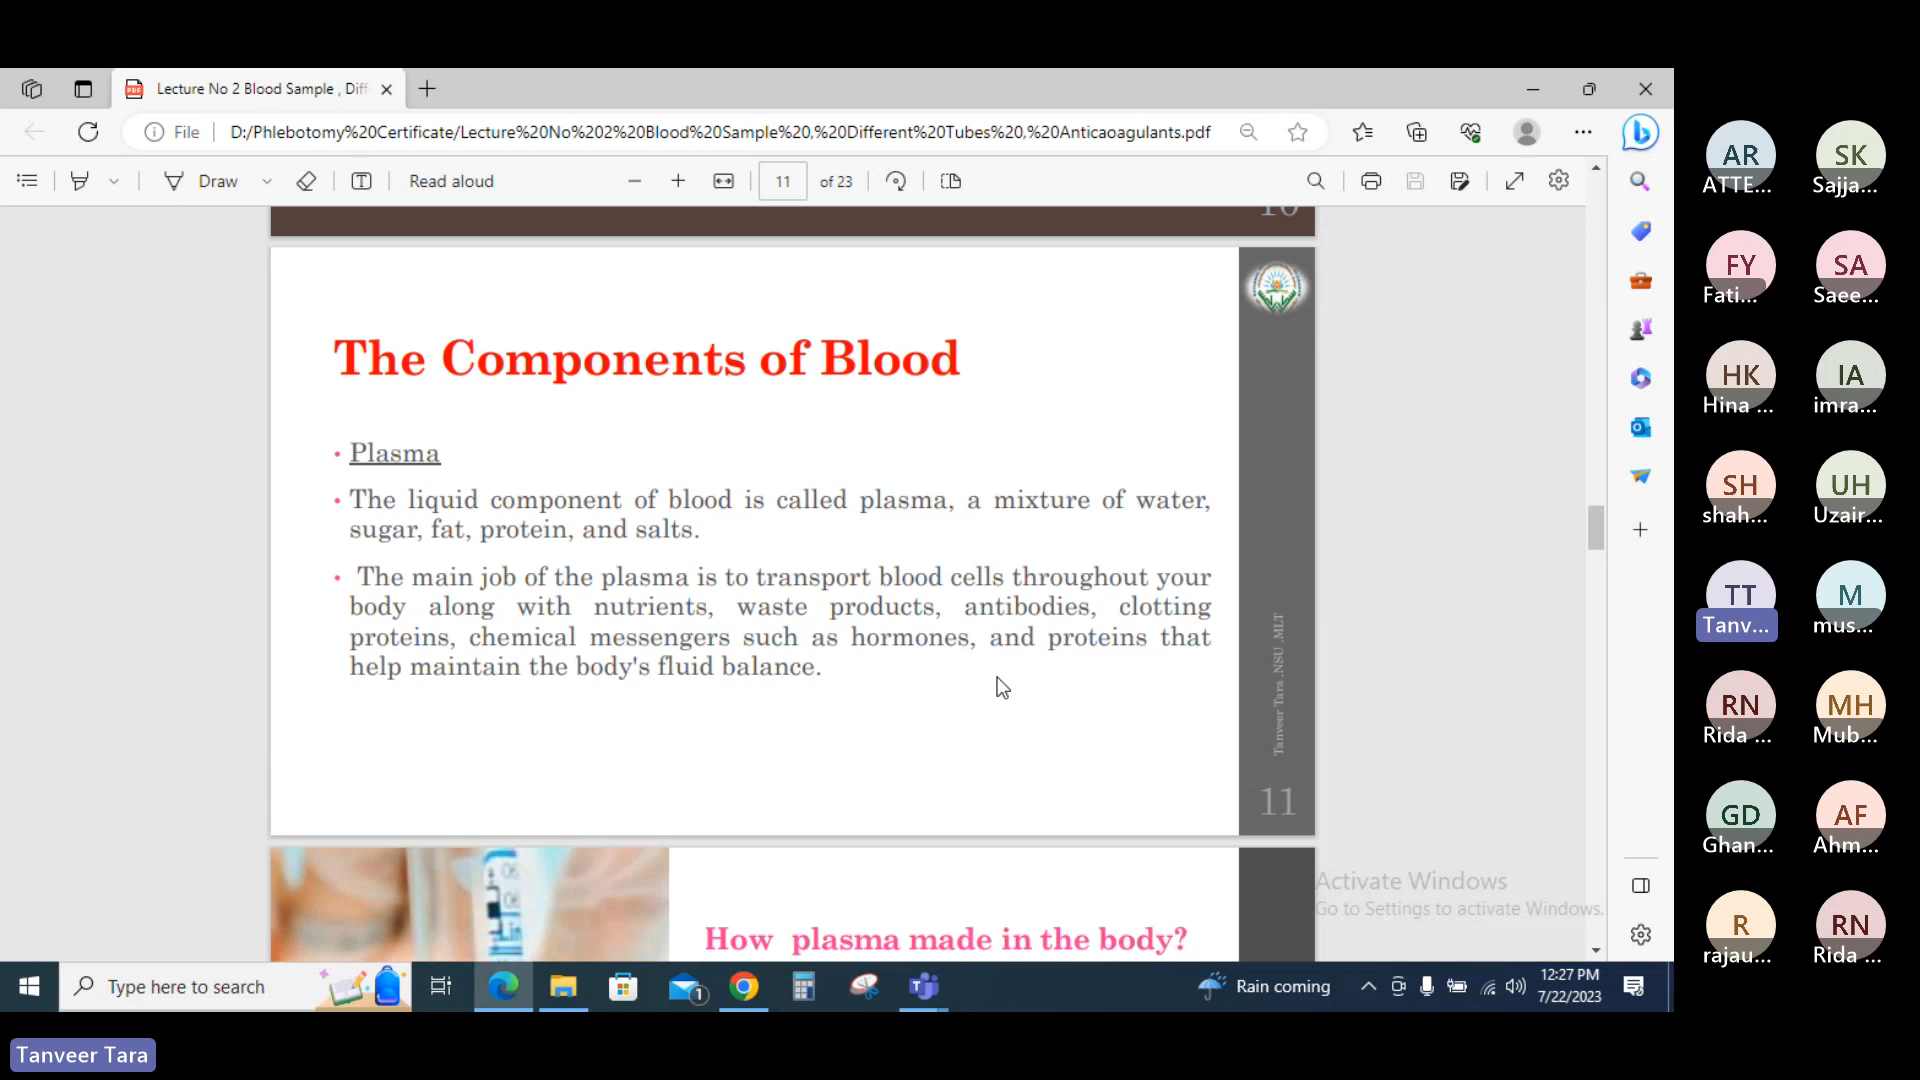 Lecture No 2 Blood Sample , Diff
File
D:/Phlebotomy%20Certificate/Lecture%20No%202%20Blood%20Sample%20,%20Different%20Tubes%20,%20Anticaoagulants.pdf
Draw
Read aloud
11 of 23
10
The Components of Blood
• Plasma
• The liquid component of blood is called plasma, a mixture of water,
sugar, fat, protein, and salts.
• The main job of the plasma is to transport blood cells throughout your
body along with nutrients, waste products, antibodies, clotting
proteins, chemical messengers such as hormones, and proteins that
help maintain the body's fluid balance.
Tanveer Tara ,NSU ,MLT
11
How plasma made in the body?
Activate Windows
Go to Settings to activate Windows.
Type here to search
1
Rain coming
12:27 PM
7/22/2023
AR
ATTE...
SK
Sajja...
FY
Fati...
SA
Saee...
HK
Hina ...
IA
imra...
SH
shah...
UH
Uzair...
TT
Tanv...
M
mus...
RN
Rida ...
MH
Mub...
GD
Ghan...
AF
Ahm...
R
rajau...
RN
Rida ...
Tanveer Tara